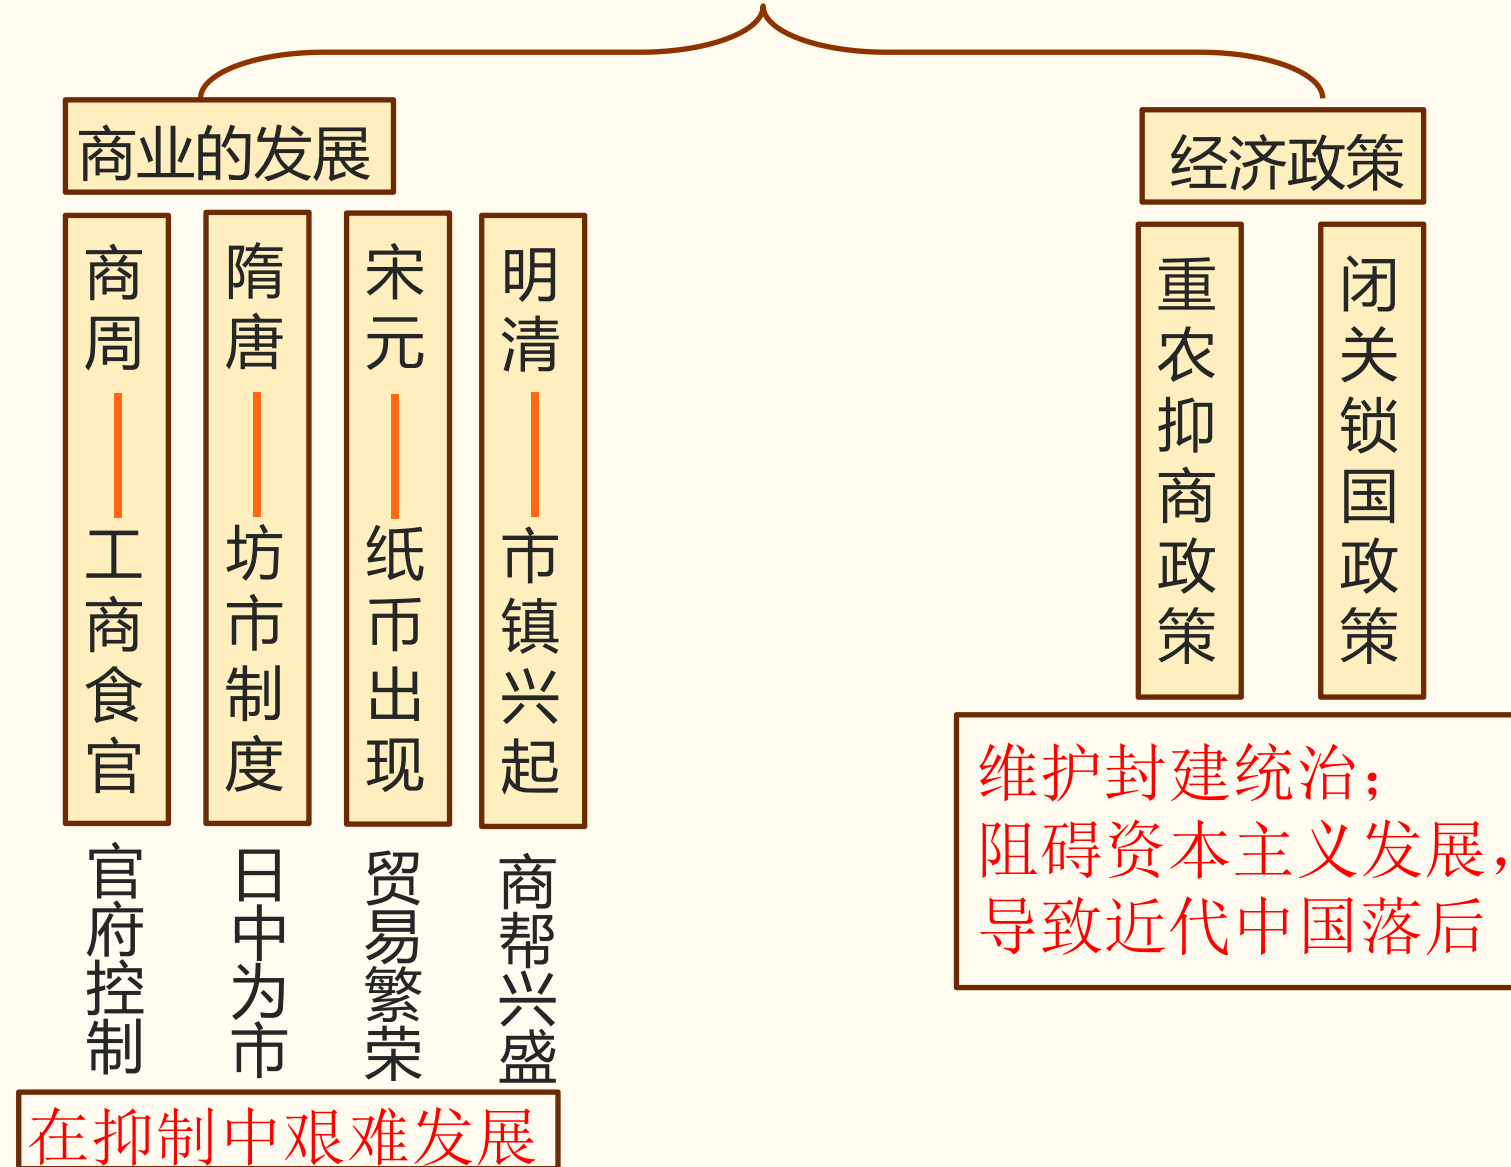 商业的发展
商周
工商食官
官府控制
隋唐
坊市制度
日中为市
宋元
纸币出现
贸易繁荣
明清
市镇兴起
商帮兴盛
在抑制中艰难发展
经济政策
重农抑商政策
闭关锁国政策
维护封建统治；
阻碍资本主义发展，
导致近代中国落后